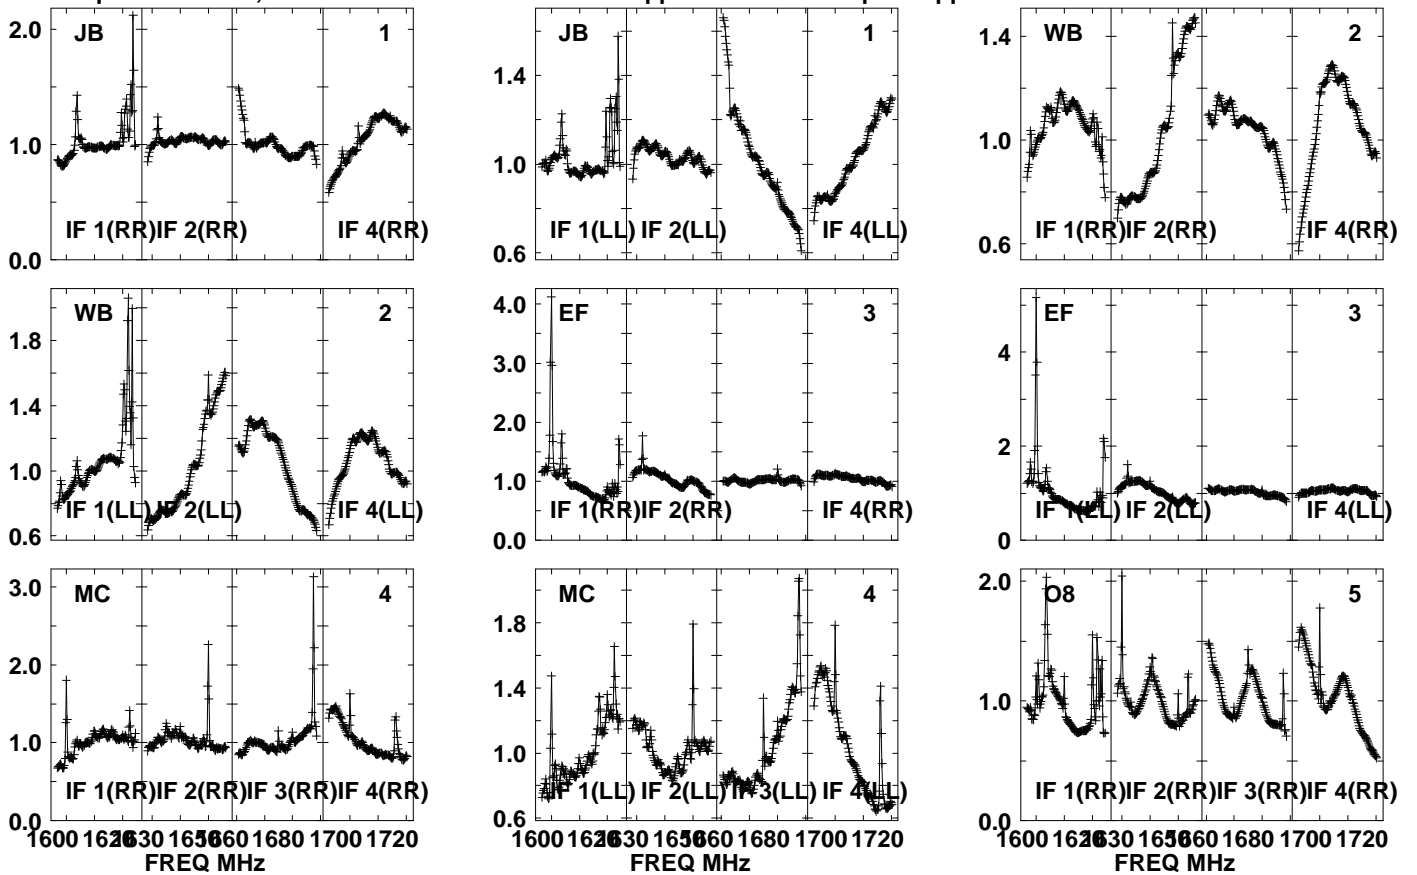 JB 1
2.0
1.0
0.0
IF 1(RR) IF 2(RR) IF 4(RR)
JB 1
1.4
1.0
0.6
IF 1(LL) IF 2(LL) IF 4(LL)
WB 2
1.4
1.0
0.6
IF 1(RR) IF 2(RR) IF 4(RR)
WB 2
1.8
1.4
1.0
0.6
IF 1(LL) IF 2(LL) IF 4(LL)
EF 3
4.0
3.0
2.0
1.0
0.0
IF 1(RR) IF 2(RR) IF 4(RR)
EF 3
4
2
0
IF 1(LL) IF 2(LL) IF 4(LL)
MC 4
3.0
2.0
1.0
0.0
IF 1(RR) IF 2(RR) IF 3(RR) IF 4(RR)
1600 1620 1630 1650 1660 1700 1720
FREQ MHz
MC 4
1.8
1.4
1.0
0.6
IF 1(LL) IF 2(LL) IF 3(LL) IF 4(LL)
O8 5
2.0
1.0
0.0
IF 1(RR) IF 2(RR) IF 3(RR) IF 4(RR)
1600 1620 1630 1650 1660 1700 1720
FREQ MHz